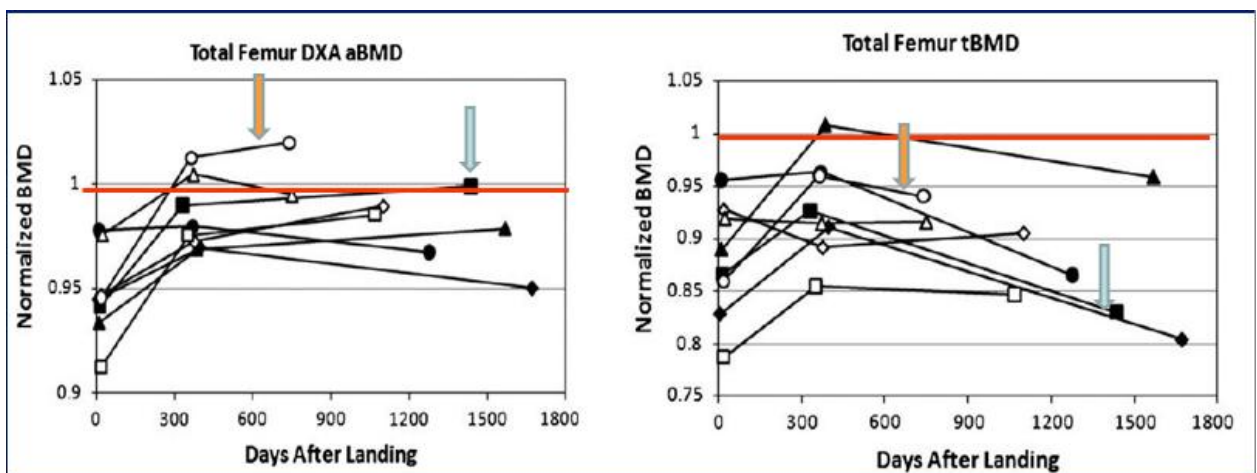 Total Femur DXA aBMD
1.05
1
0.95
0.9
Normalized BMD
0 300 600 900 1200 1500 1800
Days After Landing
Total Femur tBMD
1.05
1
0.95
0.9
0.85
0.8
0.75
Normalized BMD
0 300 600 900 1200 1500 1800
Days After Landing